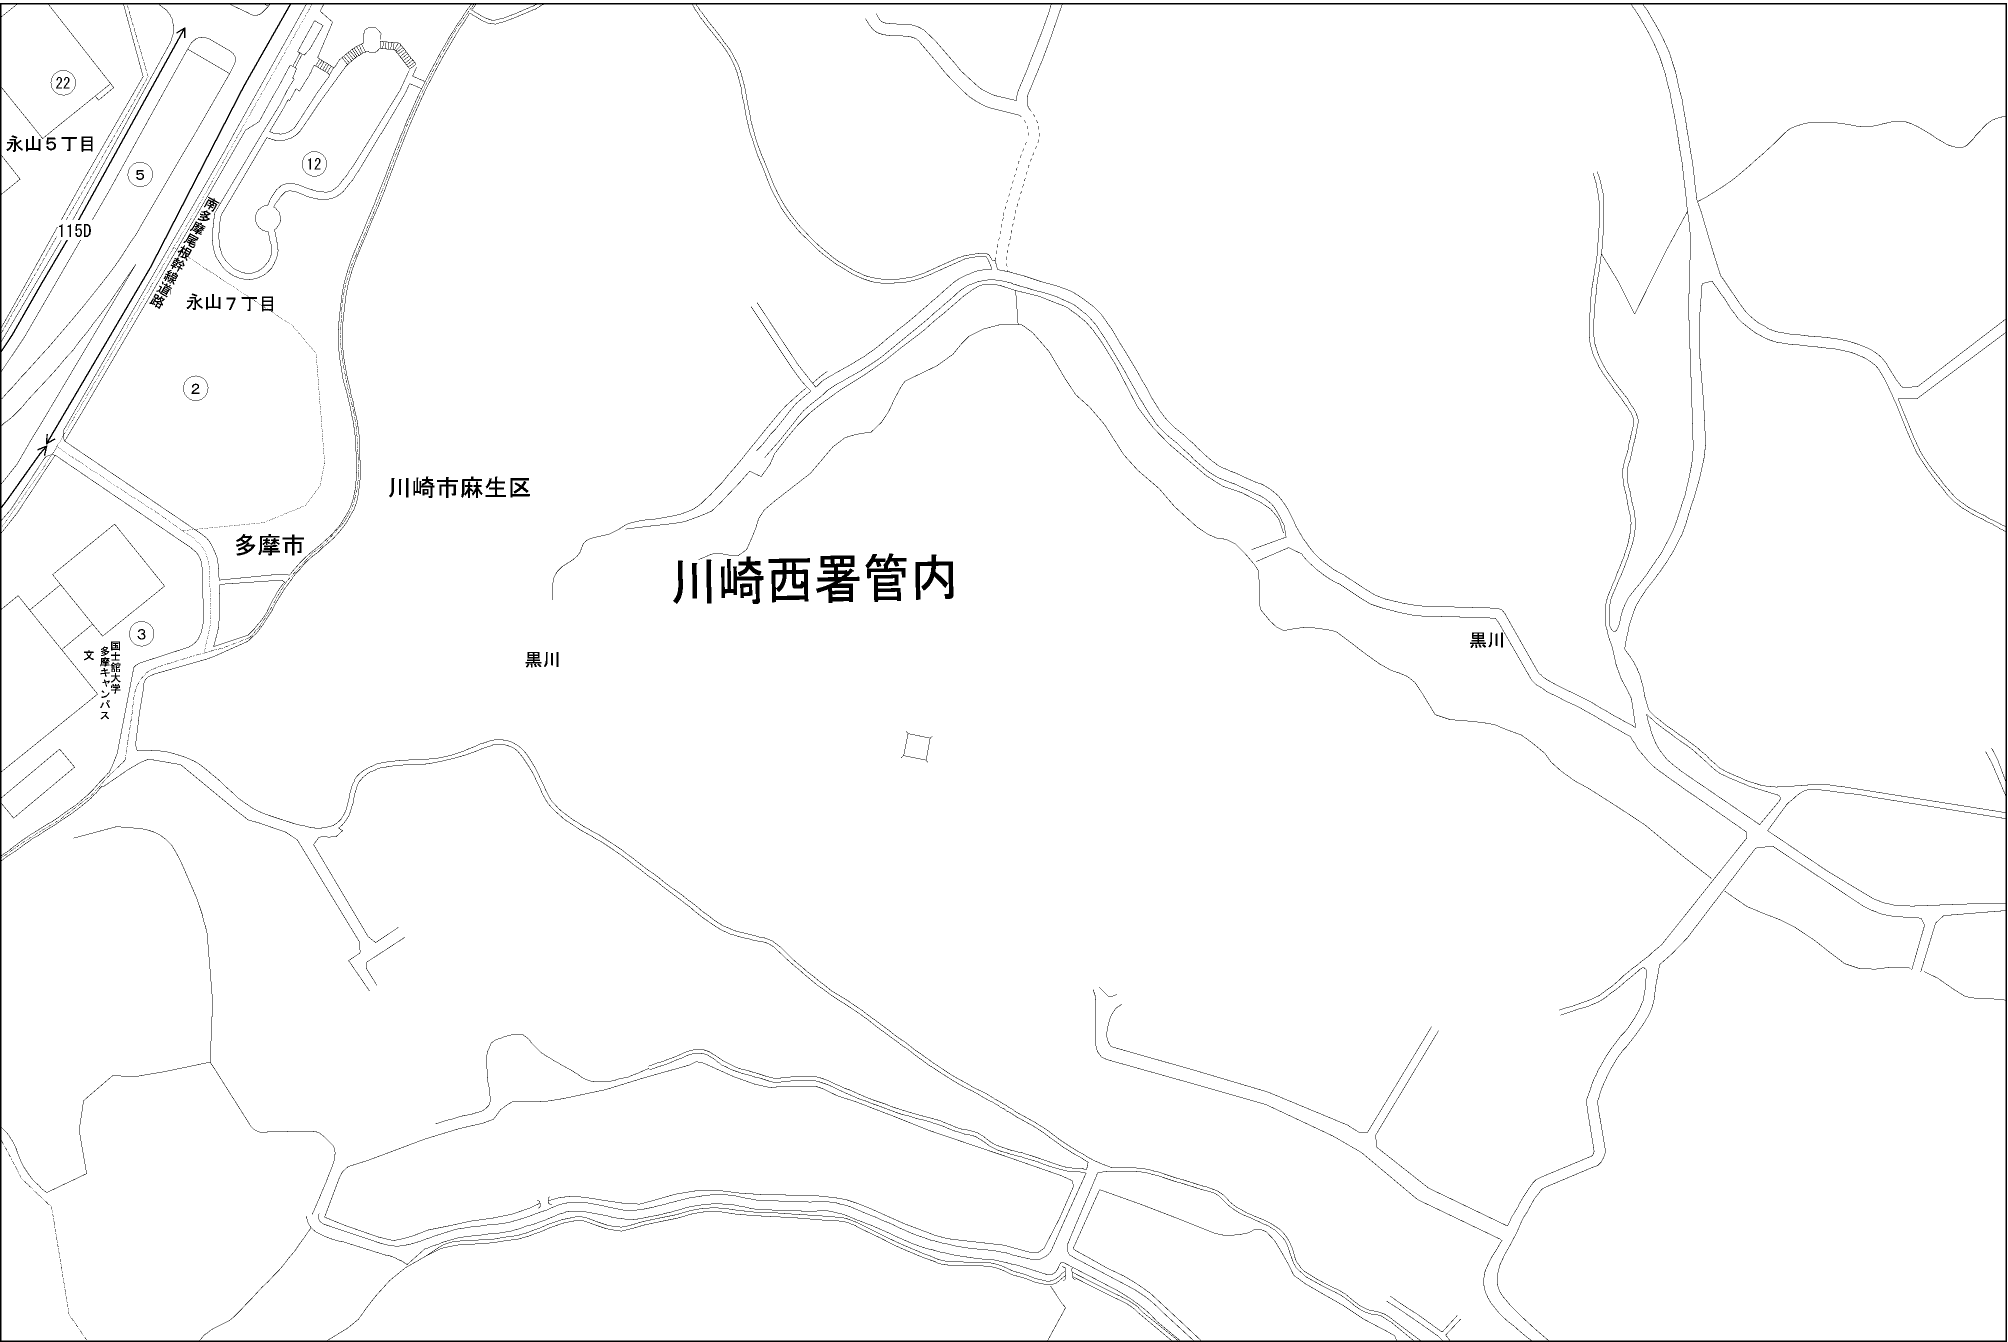 22
永山５丁目
12
5
南多摩尾根幹線道路
115D
永山７丁目
2
川崎市麻生区
多摩市
川崎西署管内
3
国士舘大学
多摩キャンパス
文
黒川
黒川